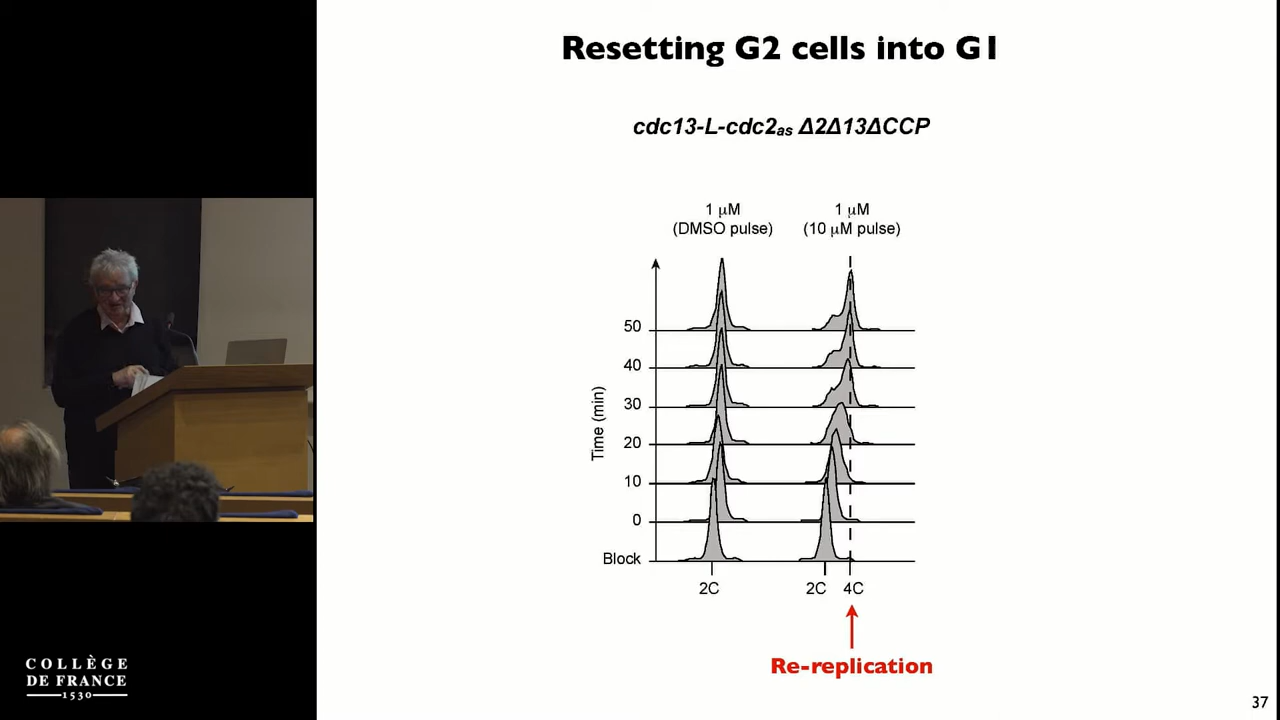 Resetting G2 cells into G1
cdc13-L-cdc2as Δ2Δ13ΔCCP
1 μM
(DMSO pulse)
1 μM
(10 μM pulse)
Time (min)
50
40
30
20
10
0
Block
2C
2C
4C
Re-replication
COLLÈGE
DE FRANCE
1530
37